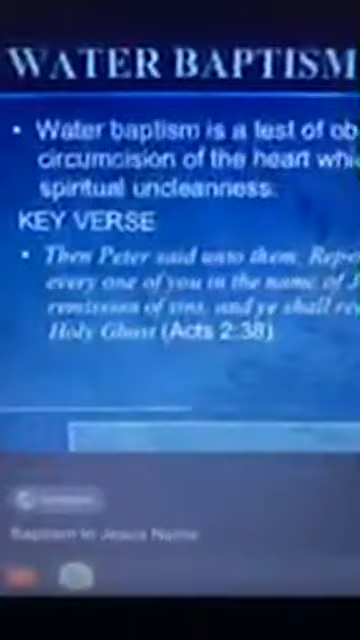 WATER BAPTISM
• Water baptism is a test of ob
circumcision of the heart whi
spiritual uncleanness.
KEY VERSE
• Then Peter said unto them, Repe
every one of you in the name of J
remission of sins, and ye shall re
Holy Ghost (Acts 2:38)
Baptism In Jesus Name